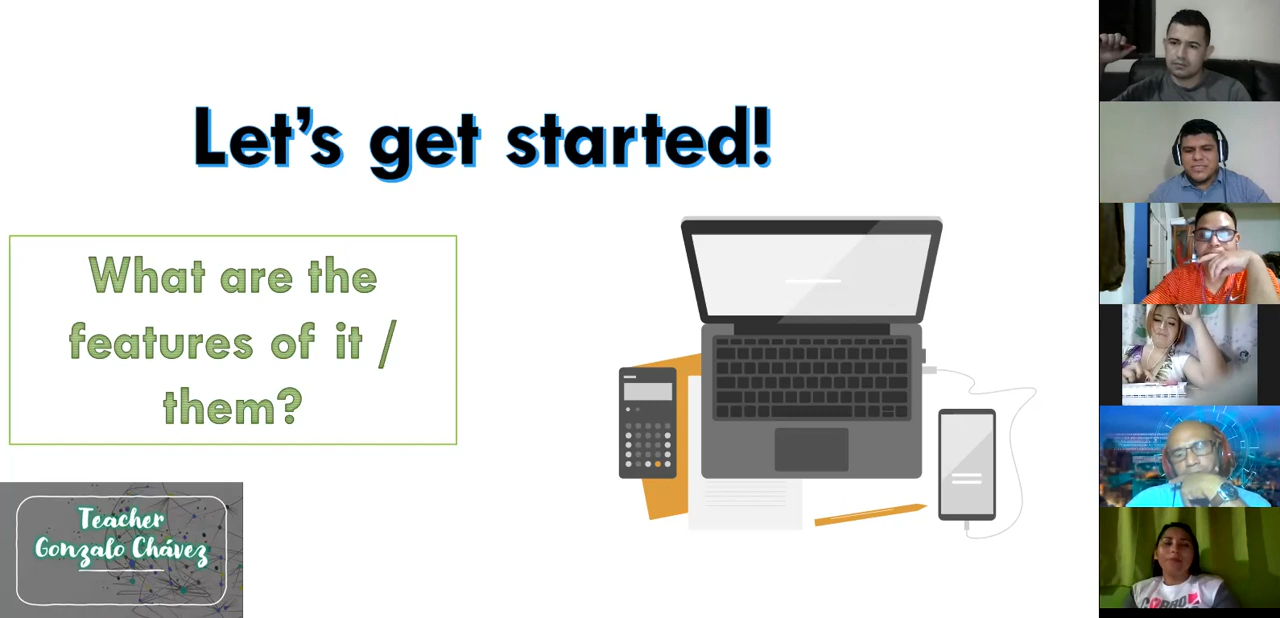 Let's get started!
What are the
features of it /
them?
Teacher
Gonzalo Chávez